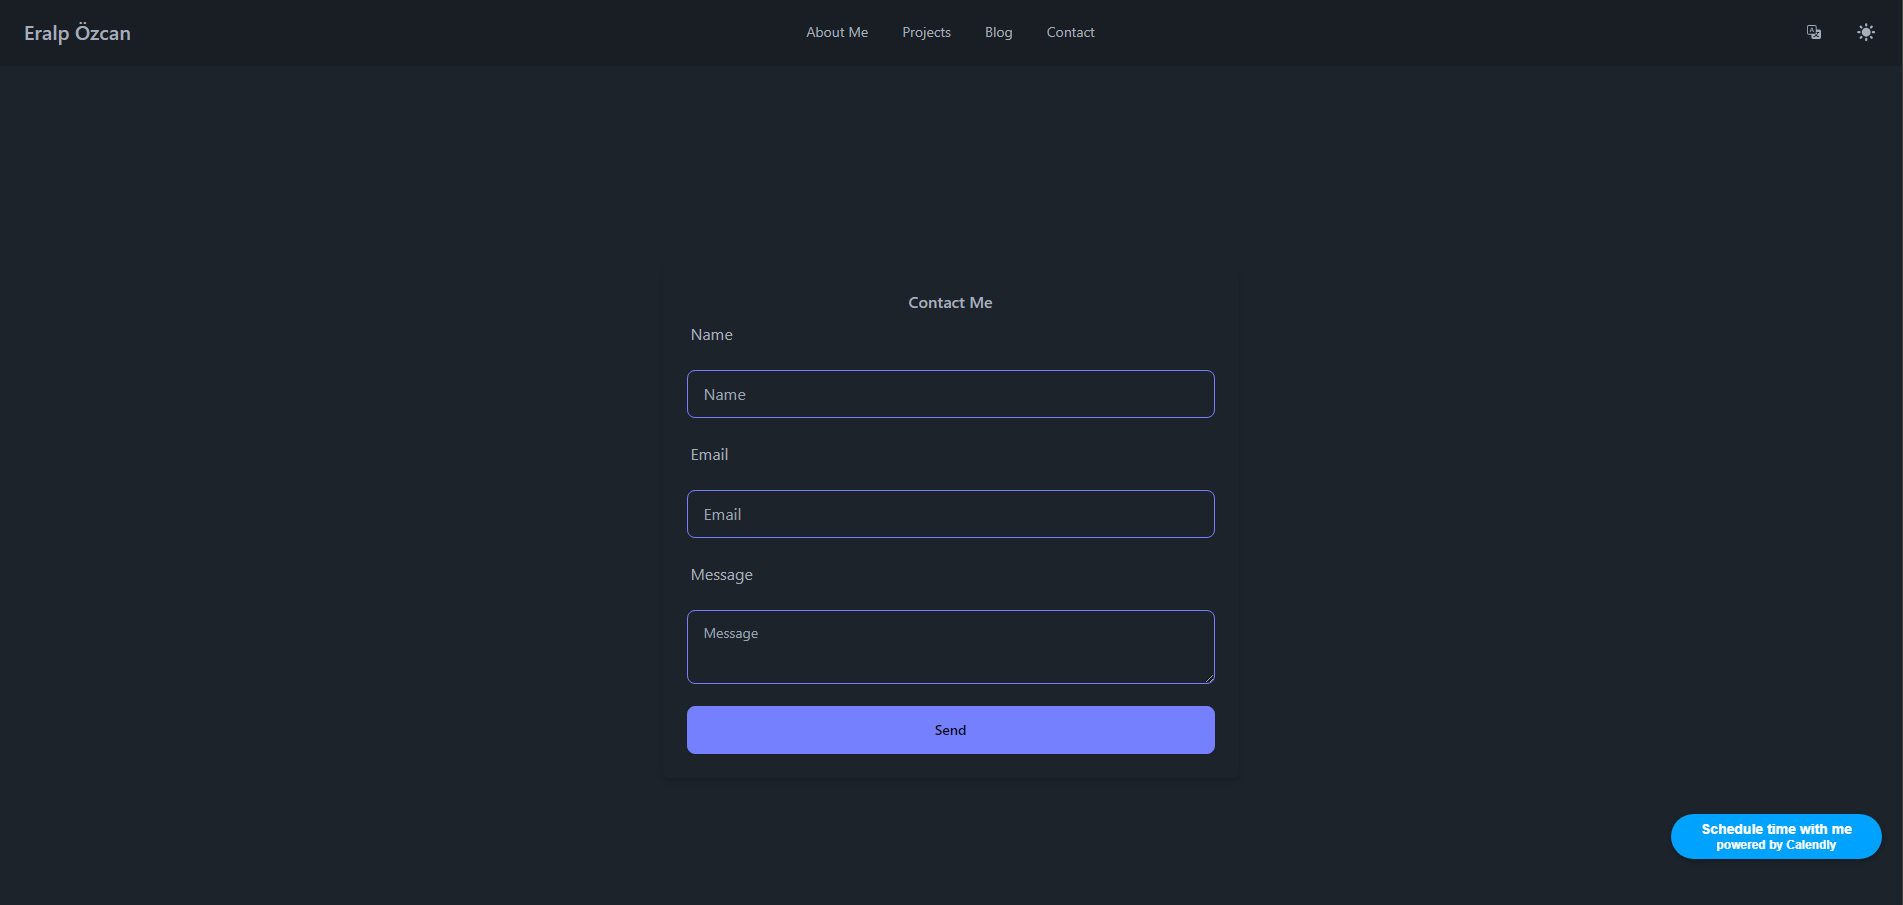 Eralp Özcan
About Me
Projects
Blog
Contact
Contact Me
Name
Name
Email
Email
Message
Message
Send
Schedule time with me
powered by Calendly